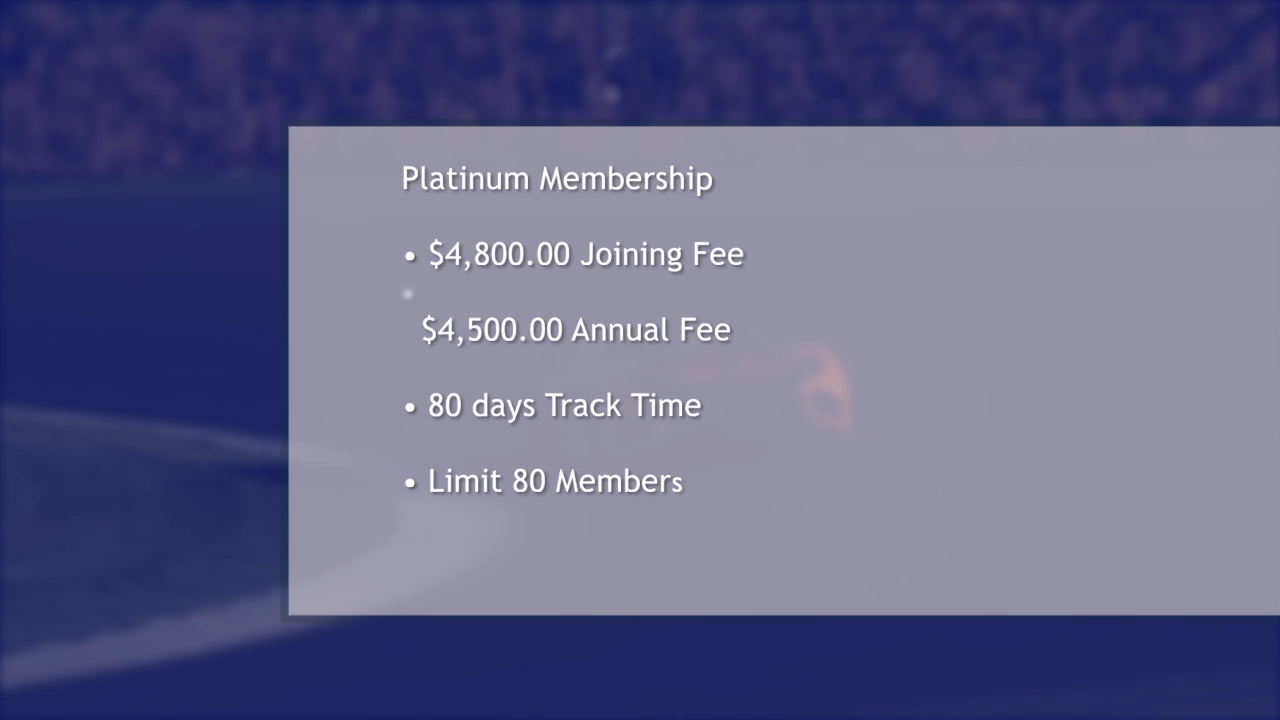 Platinum Membership
• $4,800.00 Joining Fee
•
$4,500.00 Annual Fee
• 80 days Track Time
• Limit 80 Members